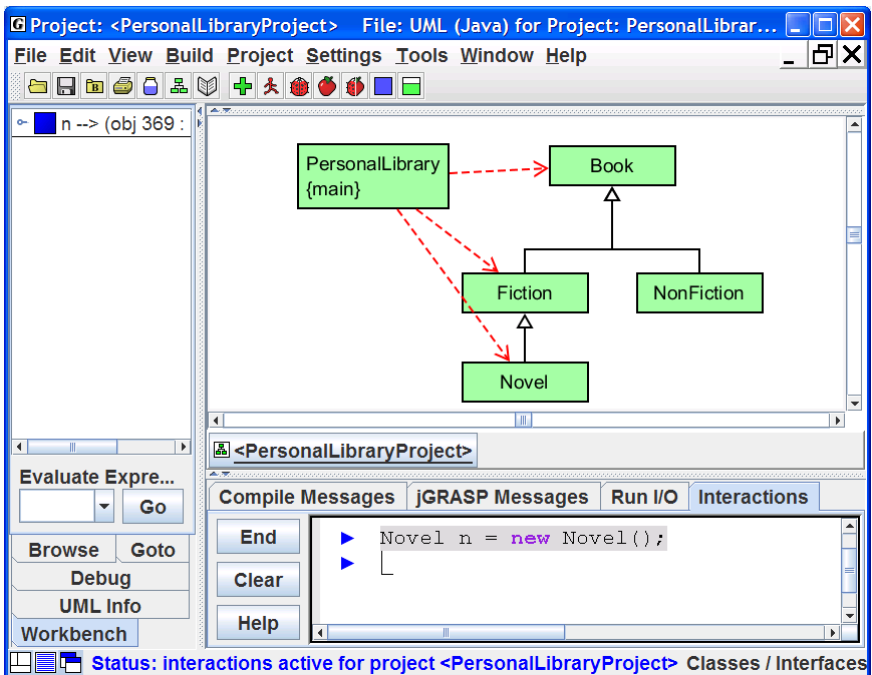 Project: <PersonalLibraryProject> File: UML (Java) for Project: PersonalLibrar...
File Edit View Build Project Settings Tools Window Help
n --> (obj 369 :
PersonalLibrary
{main}
Book
Fiction
NonFiction
Novel
<PersonalLibraryProject>
Evaluate Expre...
Go
Browse Goto
Debug
UML Info
Workbench
Compile Messages jGRASP Messages Run I/O Interactions
End
Clear
Help
Novel n = new Novel();
Status: interactions active for project <PersonalLibraryProject> Classes / Interfaces